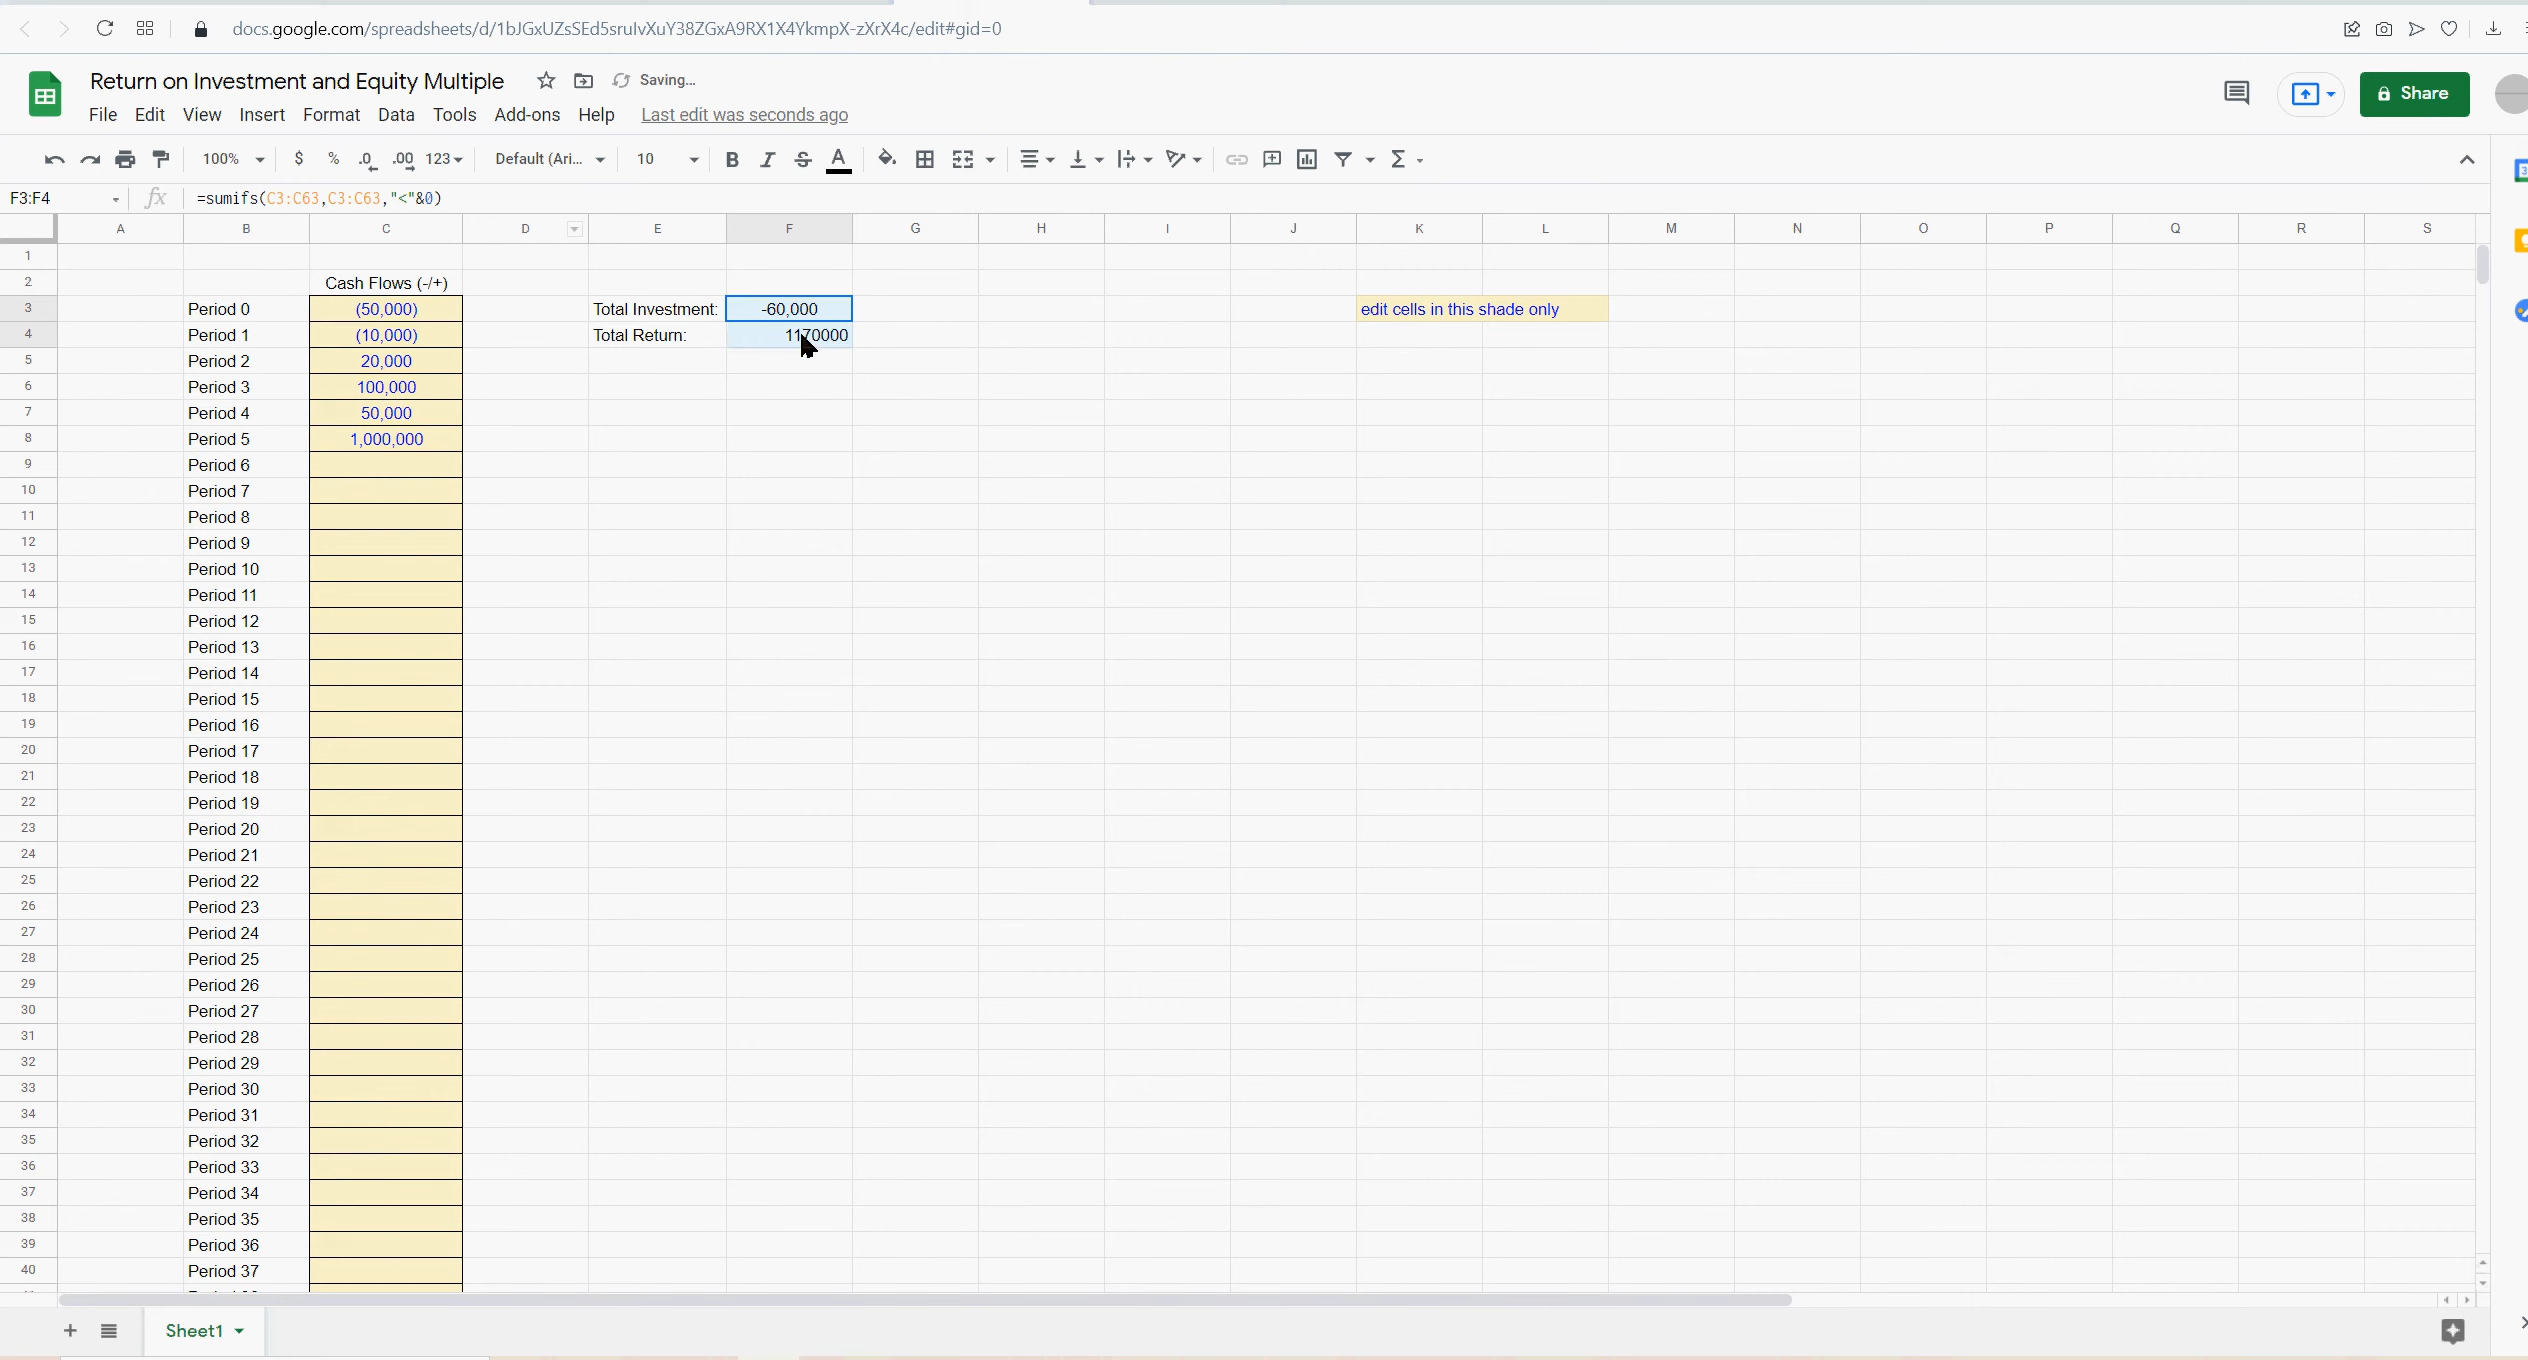 docs.google.com/spreadsheets/d/1bJGxUZsSEd5sruIvXuY38ZGxA9RX1X4YkmpX-zXrX4c/edit#gid=0
Return on Investment and Equity Multiple Saving...
File Edit View Insert Format Data Tools Add-ons Help Last edit was seconds ago
Share
100% $ % .0 .00 123 Default (Ari... 10 B I S A Σ
F3:F4 fx =sumifs(C3:C63,C3:C63,"<"&0)
A B C D E F G H I J K L M N O P Q R S
1
2 Cash Flows (-/+)
3 Period 0 (50,000) Total Investment: -60,000 edit cells in this shade only
4 Period 1 (10,000) Total Return: 1170000
5 Period 2 20,000
6 Period 3 100,000
7 Period 4 50,000
8 Period 5 1,000,000
9 Period 6
10 Period 7
11 Period 8
12 Period 9
13 Period 10
14 Period 11
15 Period 12
16 Period 13
17 Period 14
18 Period 15
19 Period 16
20 Period 17
21 Period 18
22 Period 19
23 Period 20
24 Period 21
25 Period 22
26 Period 23
27 Period 24
28 Period 25
29 Period 26
30 Period 27
31 Period 28
32 Period 29
33 Period 30
34 Period 31
35 Period 32
36 Period 33
37 Period 34
38 Period 35
39 Period 36
40 Period 37
Sheet1